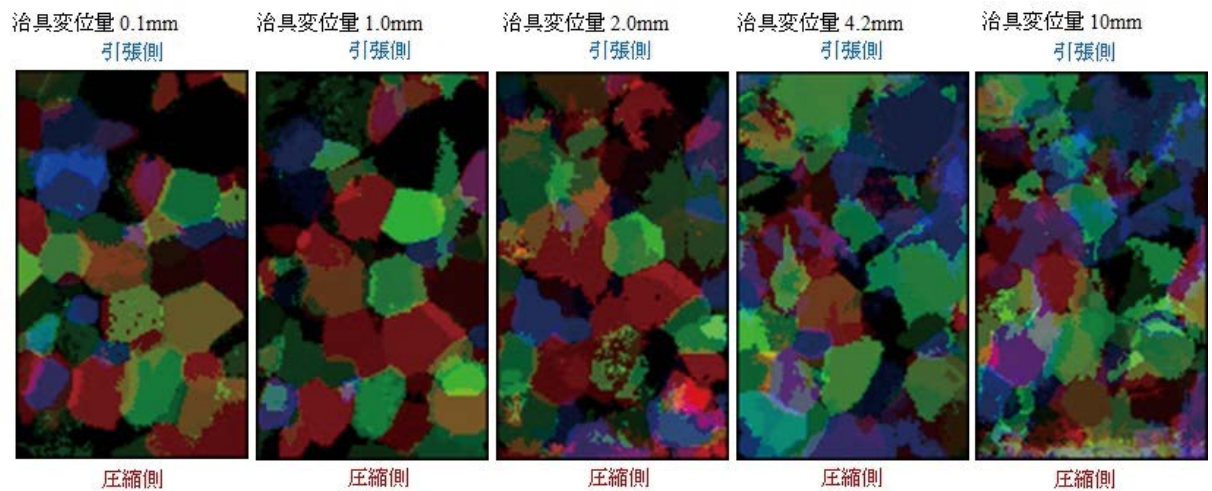 治具変位量 0.1mm
引張側
圧縮側
治具変位量 1.0mm
引張側
圧縮側
治具変位量 2.0mm
引張側
圧縮側
治具変位量 4.2mm
引張側
圧縮側
治具変位量 10mm
引張側
圧縮側